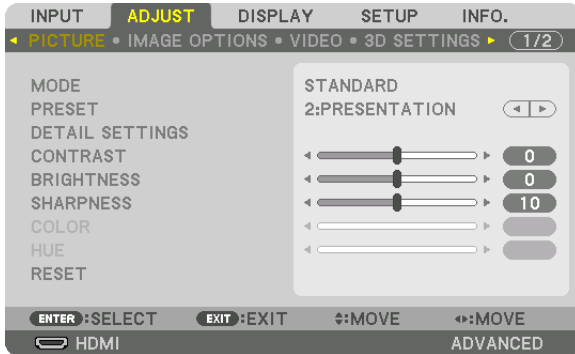 INPUT ADJUST DISPLAY SETUP INFO.
PICTURE • IMAGE OPTIONS • VIDEO • 3D SETTINGS 1/2
MODE STANDARD
PRESET 2:PRESENTATION
DETAIL SETTINGS
CONTRAST 0
BRIGHTNESS 0
SHARPNESS 10
COLOR
HUE
RESET
ENTER:SELECT EXIT:EXIT :MOVE :MOVE
HDMI ADVANCED